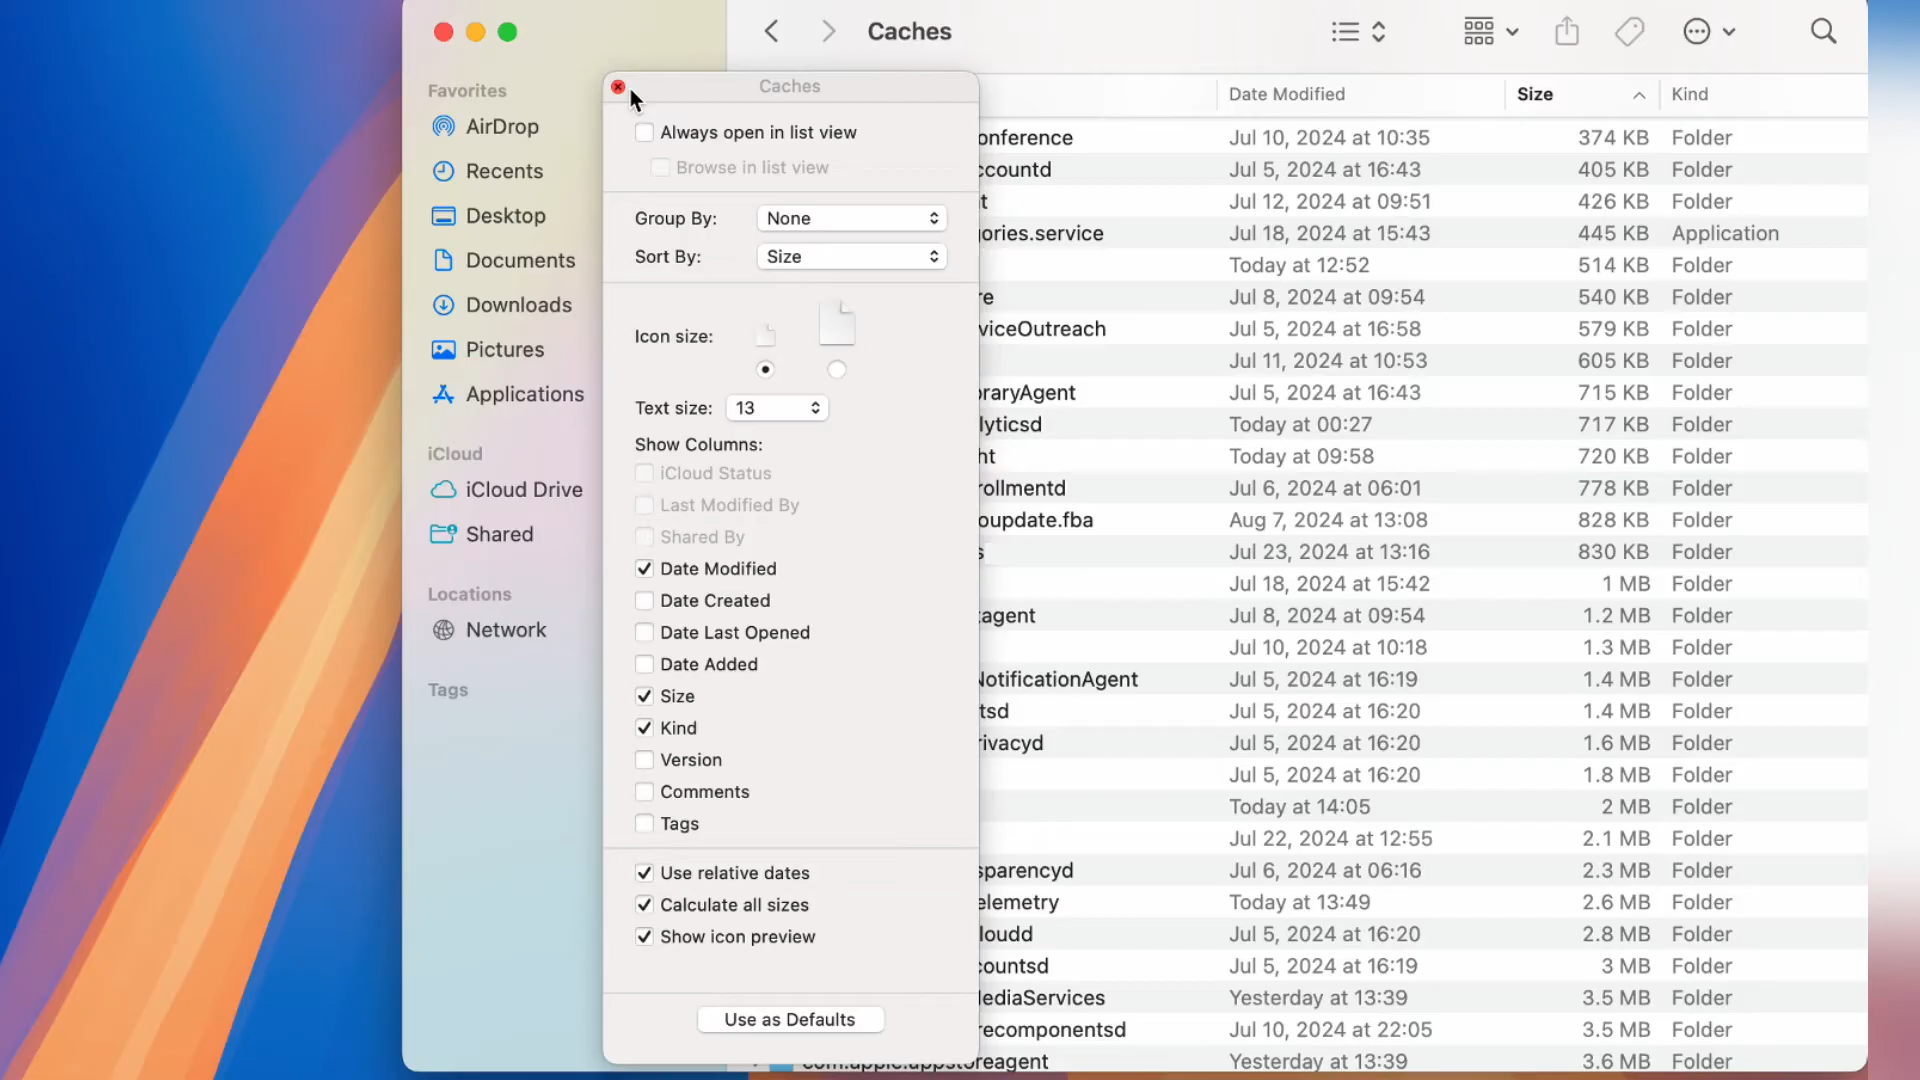 Caches
Favorites
AirDrop
Recents
Desktop
Documents
Downloads
Pictures
Applications
iCloud
iCloud Drive
Shared
Locations
Network
Tags
Caches
Always open in list view
Browse in list view
Group By: None
Sort By: Size
Icon size:
Text size: 13
Show Columns:
iCloud Status
Last Modified By
Shared By
Date Modified
Date Created
Date Last Opened
Date Added
Size
Kind
Version
Comments
Tags
Use relative dates
Calculate all sizes
Show icon preview
Use as Defaults
Date Modified Size Kind
onference Jul 10, 2024 at 10:35 374 KB Folder
ccountd Jul 5, 2024 at 16:43 405 KB Folder
t Jul 12, 2024 at 09:51 426 KB Folder
ories.service Jul 18, 2024 at 15:43 445 KB Application
Today at 12:52 514 KB Folder
re Jul 8, 2024 at 09:54 540 KB Folder
viceOutreach Jul 5, 2024 at 16:58 579 KB Folder
Jul 11, 2024 at 10:53 605 KB Folder
braryAgent Jul 5, 2024 at 16:43 715 KB Folder
lyticsd Today at 00:27 717 KB Folder
ht Today at 09:58 720 KB Folder
rollmentd Jul 6, 2024 at 06:01 778 KB Folder
oupdate.fba Aug 7, 2024 at 13:08 828 KB Folder
s Jul 23, 2024 at 13:16 830 KB Folder
Jul 18, 2024 at 15:42 1 MB Folder
tagent Jul 8, 2024 at 09:54 1.2 MB Folder
Jul 10, 2024 at 10:18 1.3 MB Folder
NotificationAgent Jul 5, 2024 at 16:19 1.4 MB Folder
tsd Jul 5, 2024 at 16:20 1.4 MB Folder
rivacyd Jul 5, 2024 at 16:20 1.6 MB Folder
Jul 5, 2024 at 16:20 1.8 MB Folder
Today at 14:05 2 MB Folder
Jul 22, 2024 at 12:55 2.1 MB Folder
sparencyd Jul 6, 2024 at 06:16 2.3 MB Folder
elemetry Today at 13:49 2.6 MB Folder
loudd Jul 5, 2024 at 16:20 2.8 MB Folder
countsd Jul 5, 2024 at 16:19 3 MB Folder
MediaServices Yesterday at 13:39 3.5 MB Folder
recomponentsd Jul 10, 2024 at 22:05 3.5 MB Folder
com.apple.appstoreagent Yesterday at 13:39 3.6 MB Folder